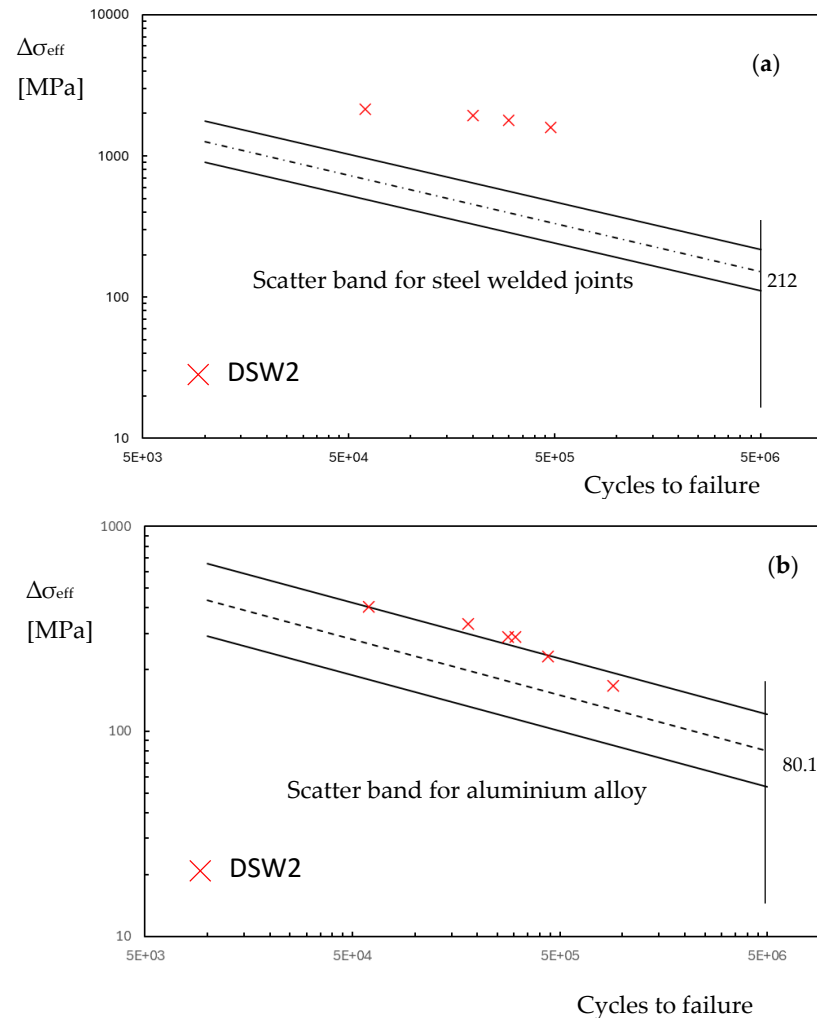 10000
Δσeff
[MPa]
(a)
1000
Scatter band for steel welded joints
212
100
DSW2
10
5E+03 5E+04 5E+05 5E+06
Cycles to failure
1000
Δσeff
(b)
[MPa]
100
80.1
Scatter band for aluminium alloy
DSW2
10
5E+03 5E+04 5E+05 5E+06
Cycles to failure